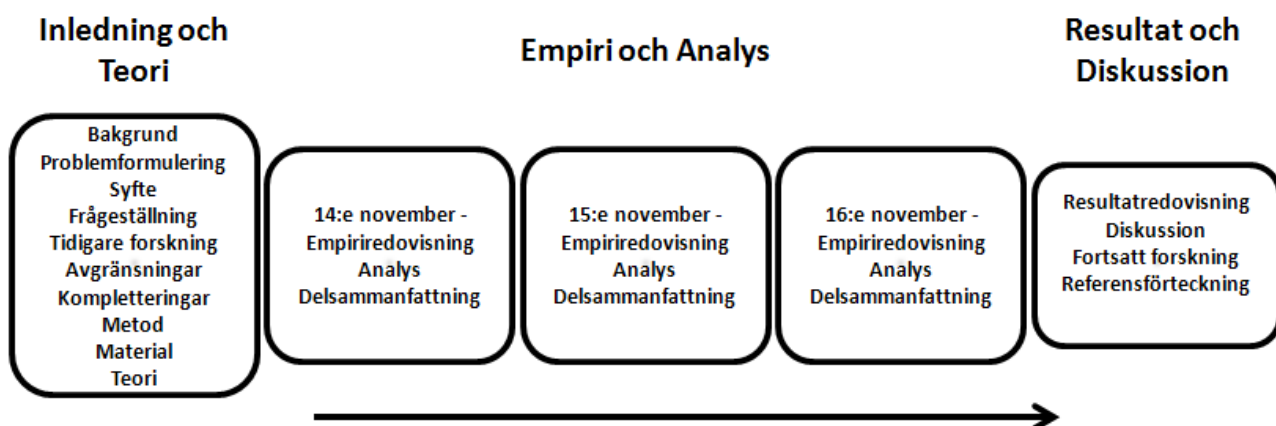 Inledning och
Teori
Empiri och Analys
Resultat och
Diskussion
Bakgrund
Problemformulering
Syfte
Frågeställning
Tidigare forskning
Avgränsningar
Kompletteringar
Metod
Material
Teori
14:e november -
Empiriredovisning
Analys
Delsammanfattning
15:e november -
Empiriredovisning
Analys
Delsammanfattning
16:e november -
Empiriredovisning
Analys
Delsammanfattning
Resultatredovisning
Diskussion
Fortsatt forskning
Referensförteckning